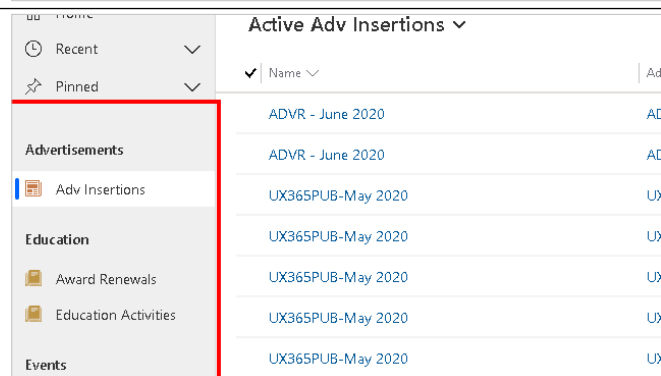 Home
Recent
Pinned
Advertisements
Adv Insertions
Education
Award Renewals
Education Activities
Events
Active Adv Insertions
Name
ADVR - June 2020
ADVR - June 2020
UX365PUB-May 2020
UX365PUB-May 2020
UX365PUB-May 2020
UX365PUB-May 2020
UX365PUB-May 2020